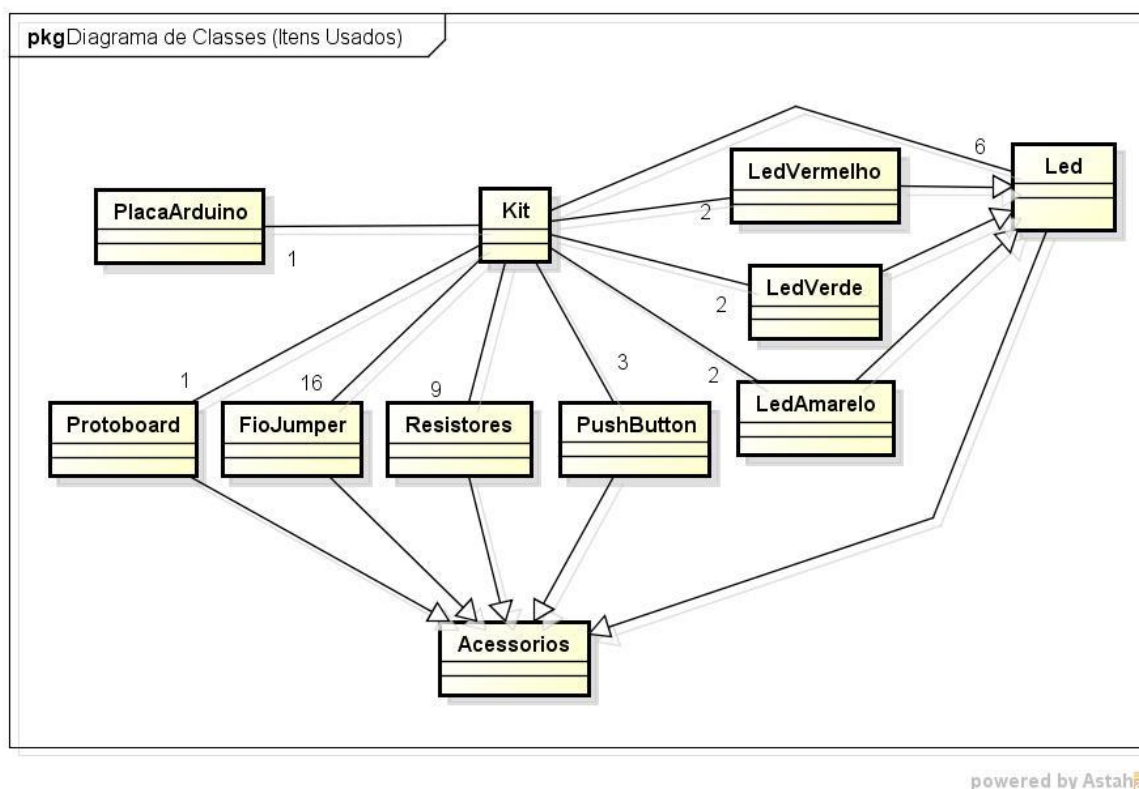 pkgDiagrama de Classes (Itens Usados)
6
Led
LedVermelho
2
PlacaArduino
1
Kit
LedVerde
2
1
16
9
3
2
LedAmarelo
Protoboard
FioJumper
Resistores
PushButton
Acessorios
powered by Astah